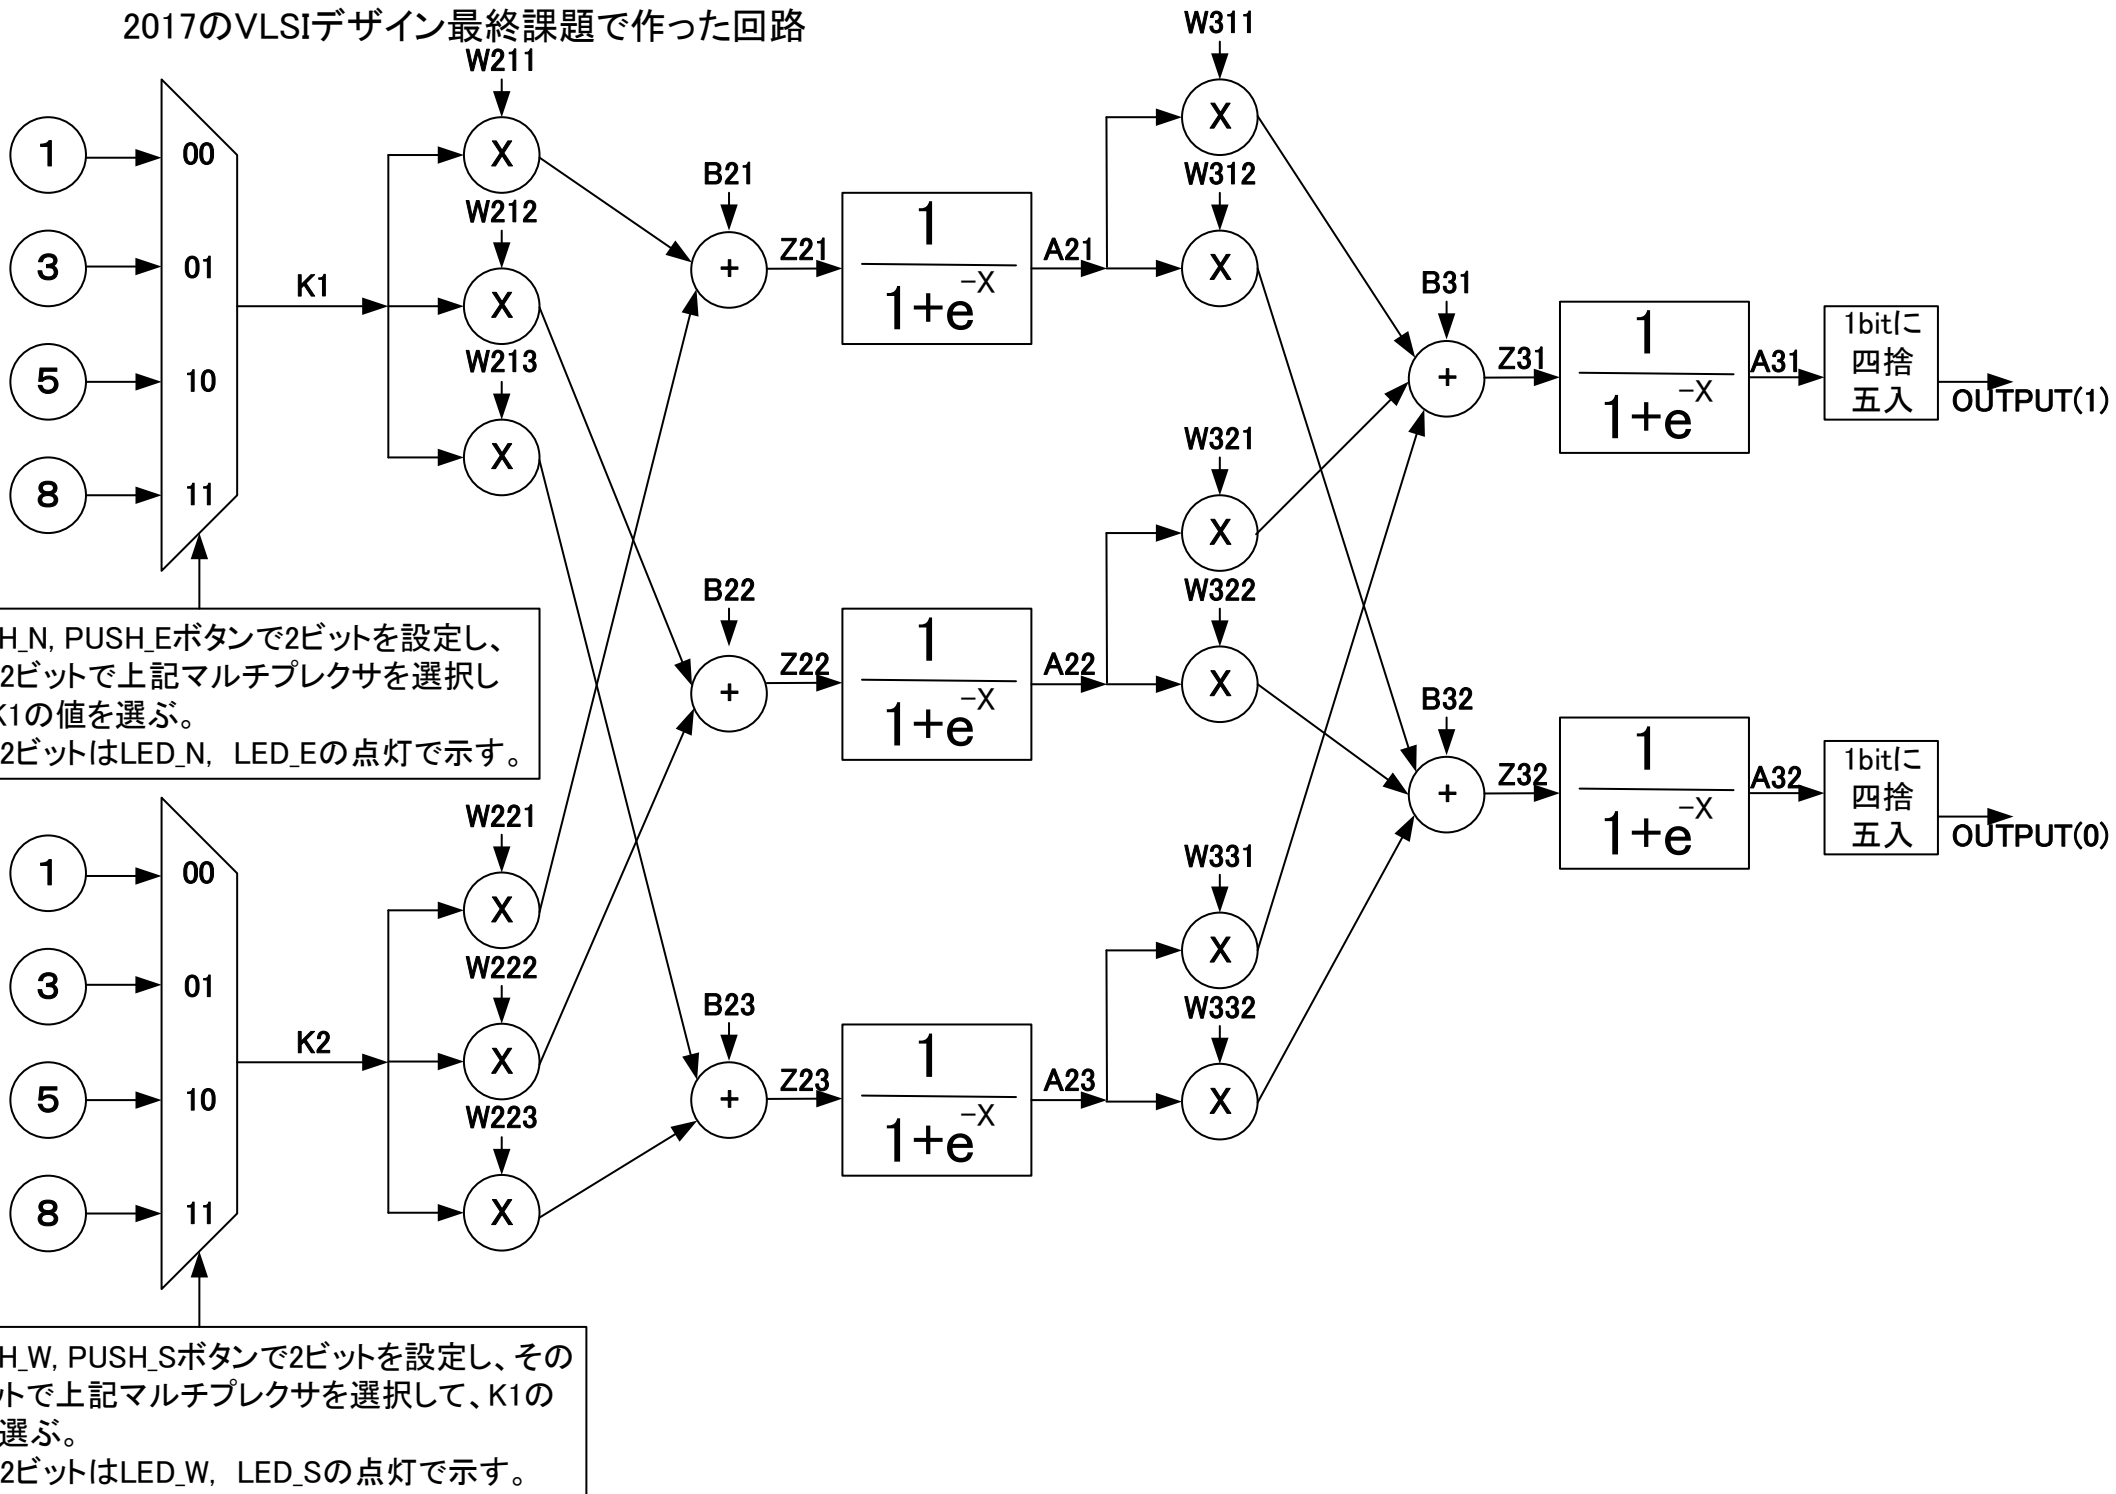 2017のVLSIデザイン最終課題で作った回路
1
3
5
8
00
01
10
11
K1
W211
X
W212
X
W213
X
H_N, PUSH_Eボタンで2ビットを設定し、
2ビットで上記マルチプレクサを選択し
K1の値を選ぶ。
2ビットはLED_N, LED_Eの点灯で示す。
1
3
5
8
00
01
10
11
K2
W221
X
W222
X
W223
X
H_W, PUSH_Sボタンで2ビットを設定し、その
ットで上記マルチプレクサを選択して、K1の
選ぶ。
2ビットはLED_W, LED_Sの点灯で示す。
B21
+
Z21
1
1+e-X
A21
B22
+
Z22
1
1+e-X
A22
B23
+
Z23
1
1+e-X
A23
W311
X
W312
X
W321
X
W322
X
W331
X
W332
X
B31
+
Z31
1
1+e-X
A31
1bitに
四捨
五入
OUTPUT(1)
B32
+
Z32
1
1+e-X
A32
1bitに
四捨
五入
OUTPUT(0)